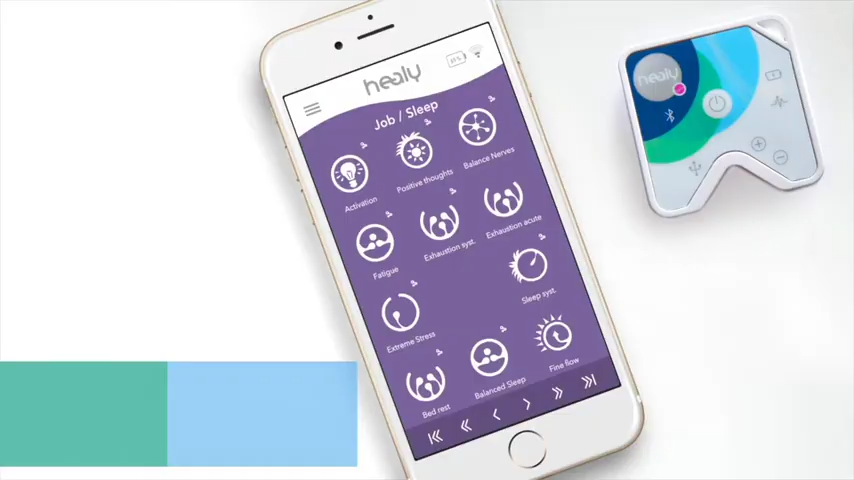 healy
Job / Sleep
Activation
Positive thoughts
Balance Nerves
Fatigue
Exhaustion syst.
Exhaustion acute
Extreme Stress
Sleep syst.
Bed rest
Balanced Sleep
Fine flow
healy